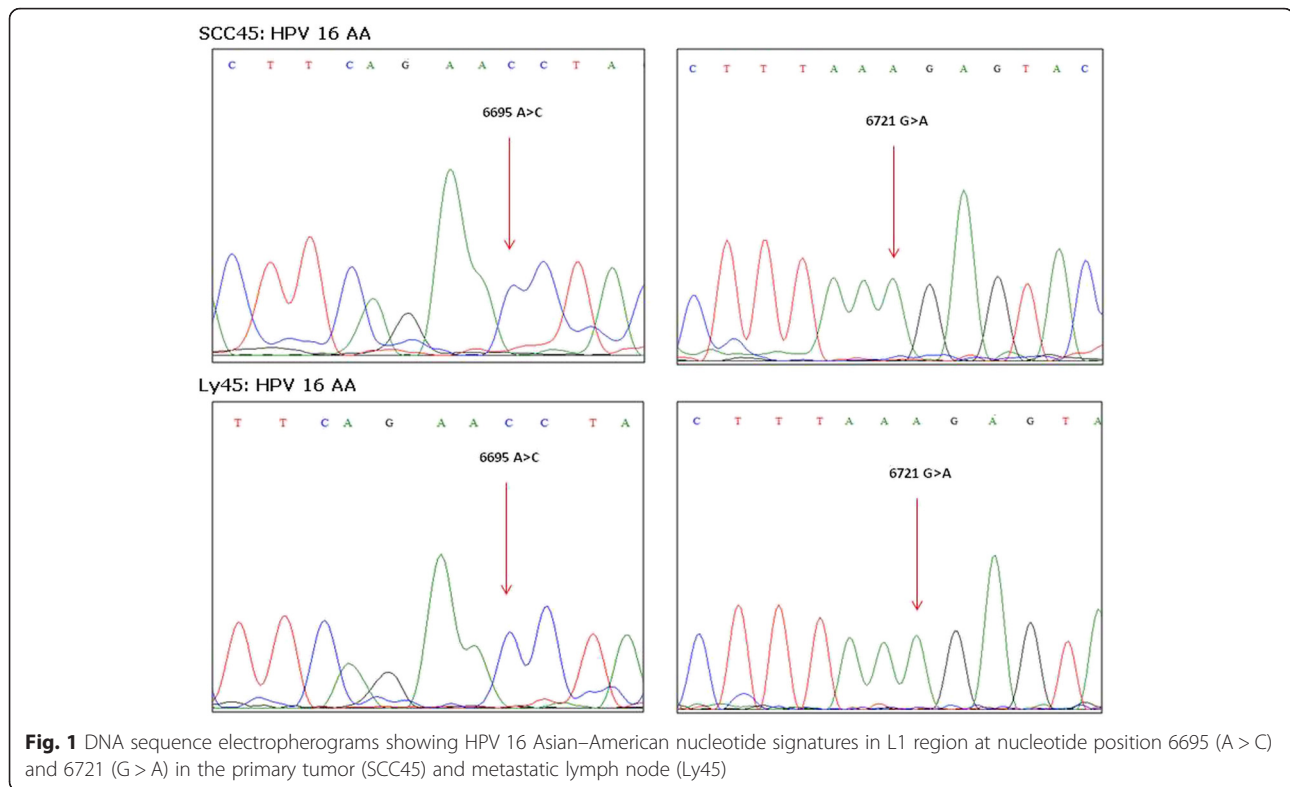 SCC45: HPV 16 AA
C T T C A G A A C C T A
6695 A>C
C T T T A A A G A G T A C
6721 G>A
Ly45: HPV 16 AA
T T C A G A A C C T A
6695 A>C
C T T T A A A G A G T A
6721 G>A
Fig. 1 DNA sequence electropherograms showing HPV 16 Asian–American nucleotide signatures in L1 region at nucleotide position 6695 (A > C)
and 6721 (G > A) in the primary tumor (SCC45) and metastatic lymph node (Ly45)